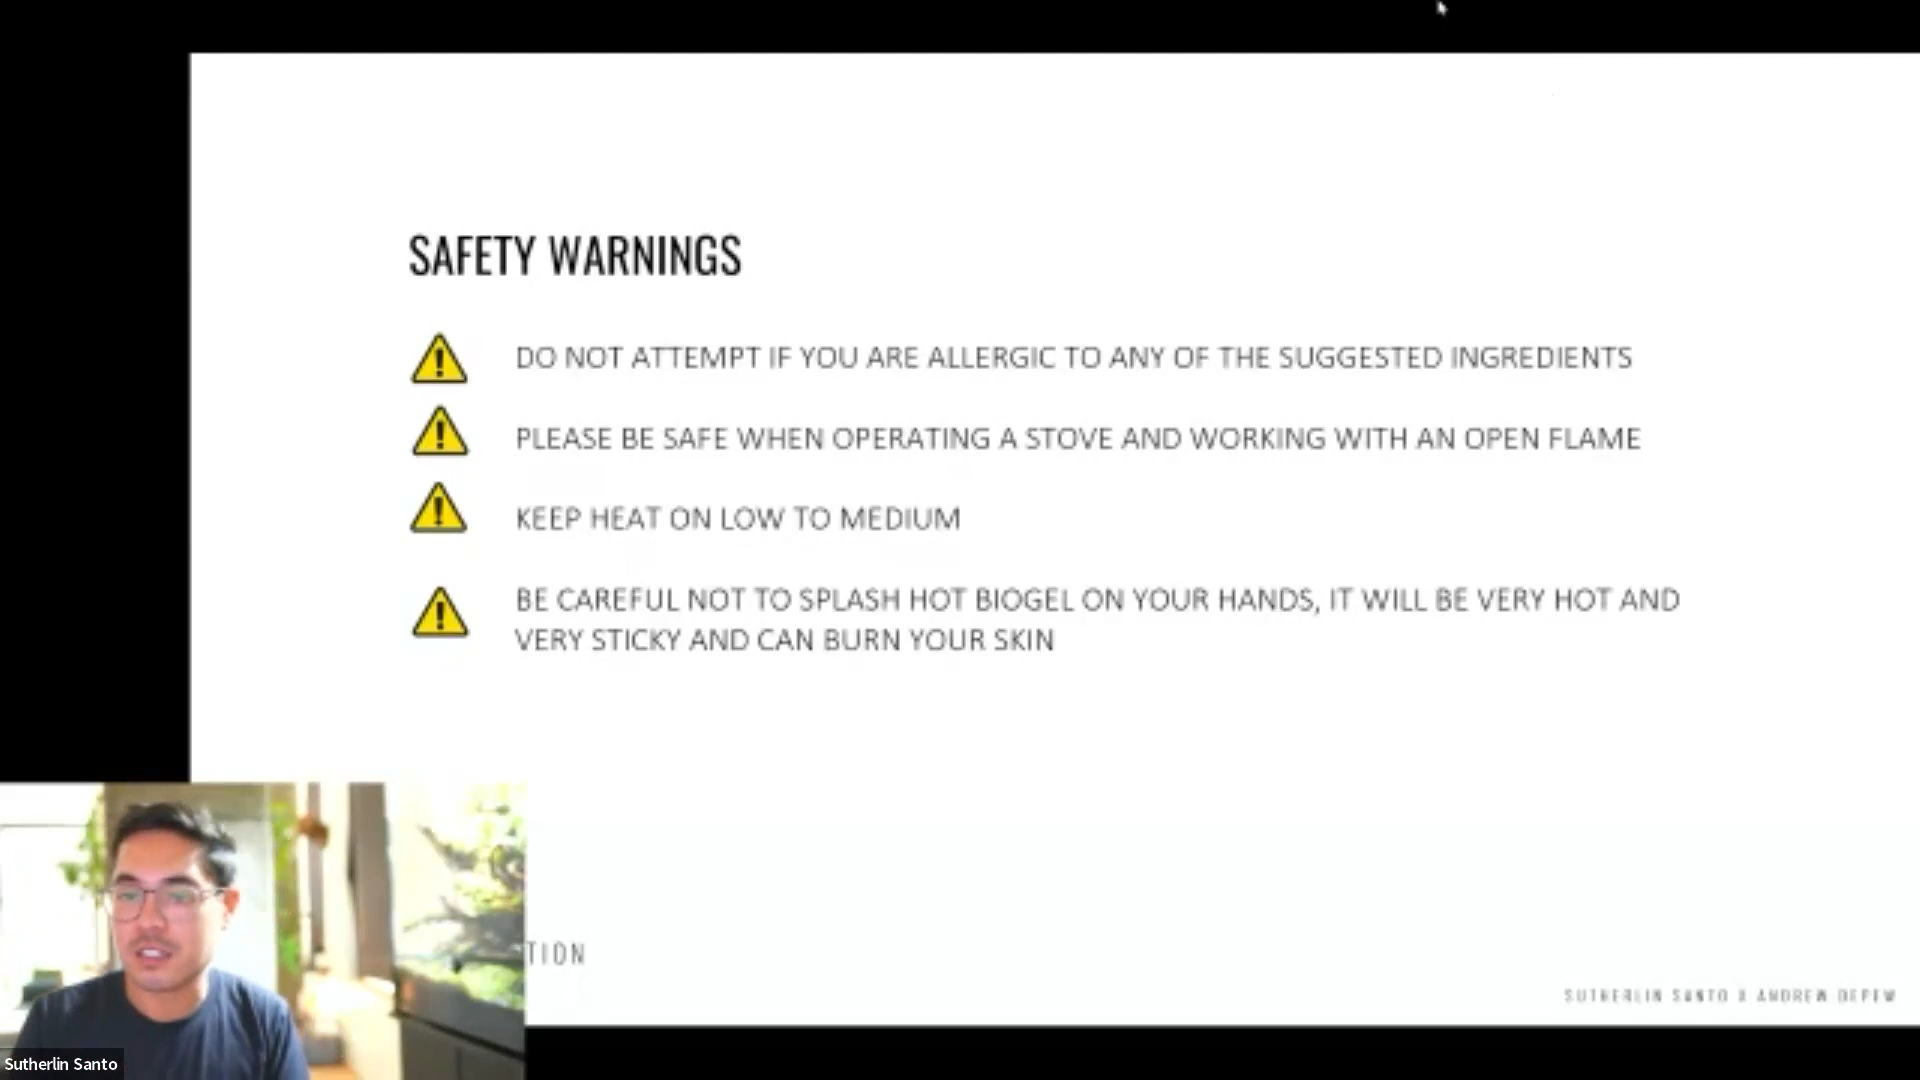 SAFETY WARNINGS
DO NOT ATTEMPT IF YOU ARE ALLERGIC TO ANY OF THE SUGGESTED INGREDIENTS
PLEASE BE SAFE WHEN OPERATING A STOVE AND WORKING WITH AN OPEN FLAME
KEEP HEAT ON LOW TO MEDIUM
BE CAREFUL NOT TO SPLASH HOT BIOGEL ON YOUR HANDS, IT WILL BE VERY HOT AND
VERY STICKY AND CAN BURN YOUR SKIN
TION
SUTHERLIN SANTO X ANDREW DEPEW
Sutherlin Santo